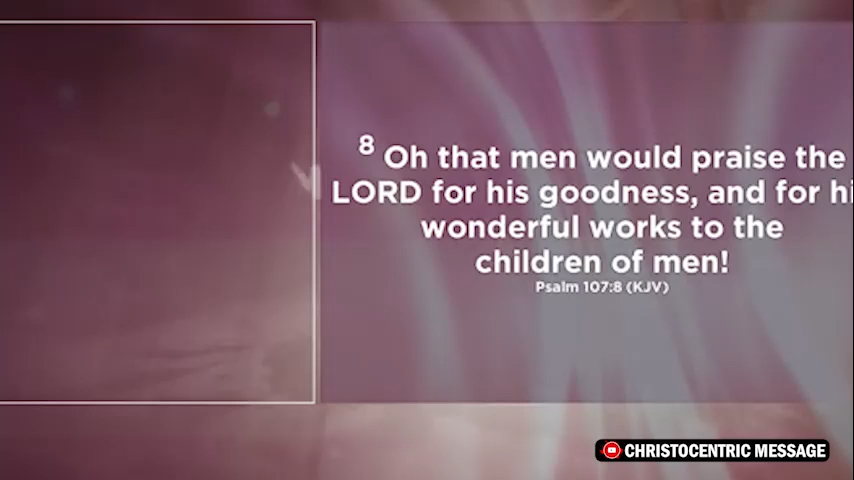 8 Oh that men would praise the
LORD for his goodness, and for hi
wonderful works to the
children of men!
Psalm 107:8 (KJV)
CHRISTOCENTRIC MESSAGE